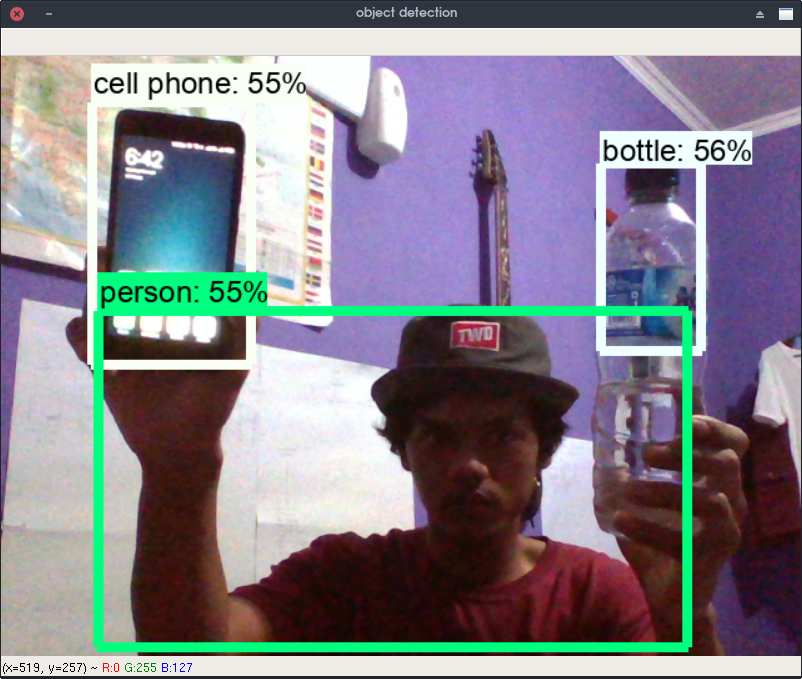 object detection
cell phone: 55%
bottle: 56%
6:42
person: 55%
TWO
(x=519, y=257) ~ R:0 G:255 B:127